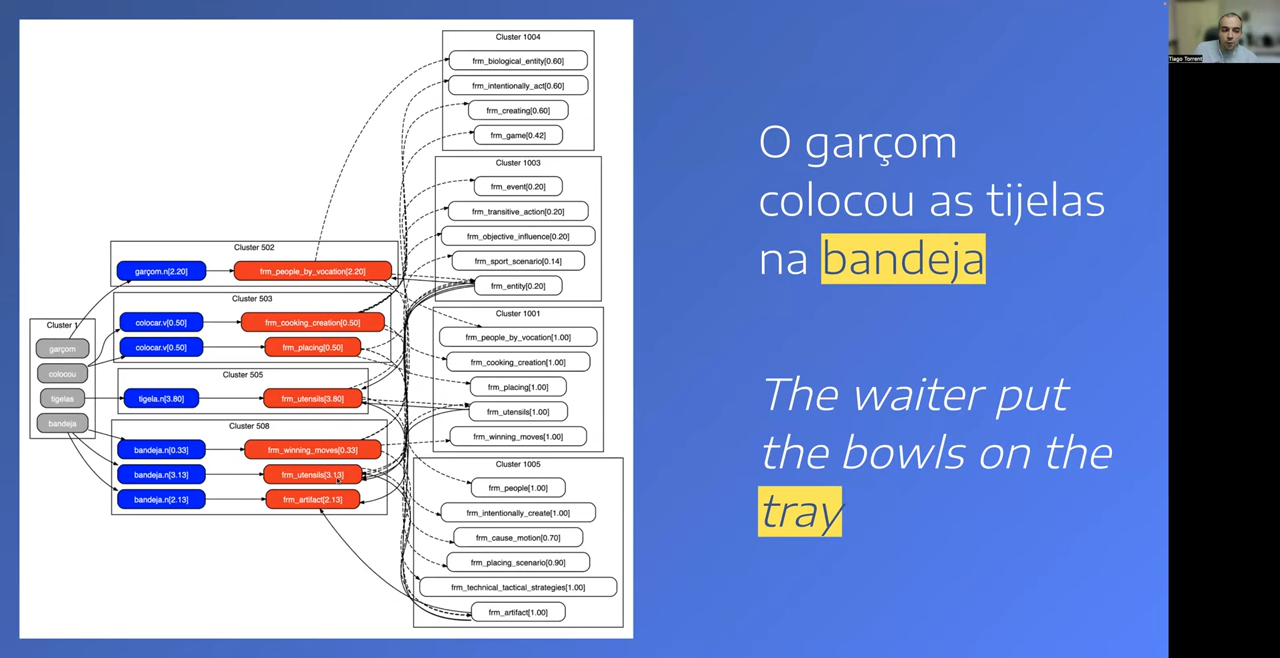 Cluster 1004
frm_biological_entity[0.60]
frm_intentionally_act[0.60]
frm_creating[0.60]
frm_game[0.42]
Cluster 1003
frm_event[0.20]
frm_transitive_action[0.20]
frm_objective_influence[0.20]
frm_sport_scenario[0.14]
frm_entity[0.20]
Cluster 502
garçom.n[2.20]
frm_people_by_vocation[2.20]
Cluster 503
colocar.v[0.50]
frm_cooking_creation[0.50]
colocar.v[0.50]
frm_placing[0.50]
Cluster 1
garçom
colocou
tigelas
bandeja
Cluster 505
tigela.n[3.80]
frm_utensils[3.80]
Cluster 508
bandeja.n[0.33]
frm_winning_moves[0.33]
bandeja.n[3.13]
frm_utensils[3.13]
bandeja.n[2.13]
frm_artifact[2.13]
Cluster 1001
frm_people_by_vocation[1.00]
frm_cooking_creation[1.00]
frm_placing[1.00]
frm_utensils[1.00]
frm_winning_moves[1.00]
Cluster 1005
frm_people[1.00]
frm_intentionally_create[1.00]
frm_cause_motion[0.70]
frm_placing_scenario[0.90]
frm_technical_tactical_strategies[1.00]
frm_artifact[1.00]
O garçom
colocou as tijelas
na bandeja
The waiter put
the bowls on the
tray
Tiago Torrent